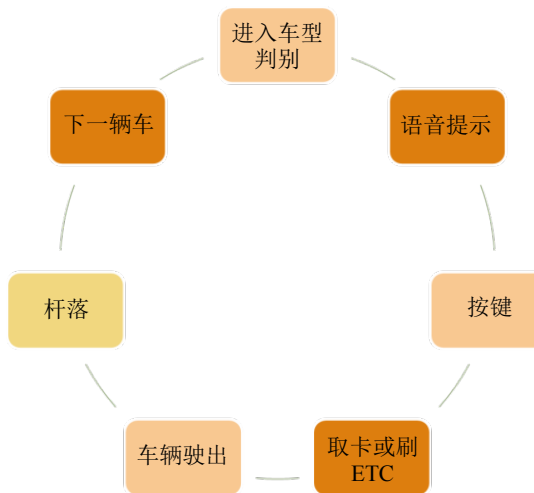 进入车型
判别
语音提示
按键
取卡或刷
ETC
车辆驶出
杆落
下一辆车